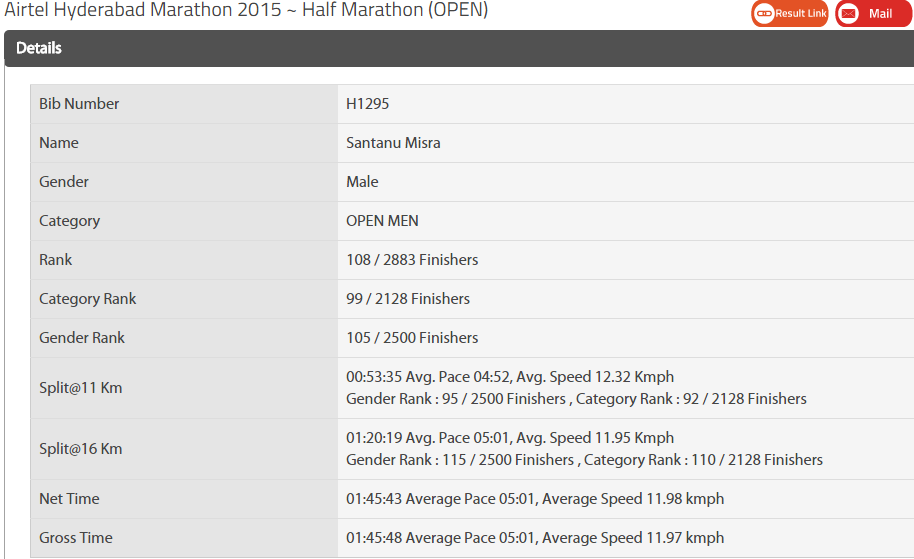 Airtel Hyderabad Marathon 2015 ~ Half Marathon (OPEN)
Result Link
Mail
Details
Bib Number H1295
Name Santanu Misra
Gender Male
Category OPEN MEN
Rank 108 / 2883 Finishers
Category Rank 99 / 2128 Finishers
Gender Rank 105 / 2500 Finishers
Split@11 Km 00:53:35 Avg. Pace 04:52, Avg. Speed 12.32 Kmph
Gender Rank : 95 / 2500 Finishers , Category Rank : 92 / 2128 Finishers
Split@16 Km 01:20:19 Avg. Pace 05:01, Avg. Speed 11.95 Kmph
Gender Rank : 115 / 2500 Finishers , Category Rank : 110 / 2128 Finishers
Net Time 01:45:43 Average Pace 05:01, Average Speed 11.98 kmph
Gross Time 01:45:48 Average Pace 05:01, Average Speed 11.97 kmph